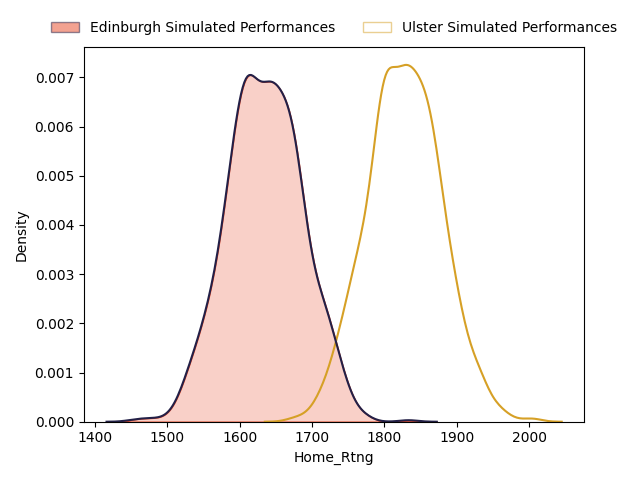 Edinburgh Simulated Performances Ulster Simulated Performances
0.007
0.006
0.005
0.004
0.003
0.002
0.001
0.000
Density
1400 1500 1600 1700 1800 1900 2000
Home_Rtng